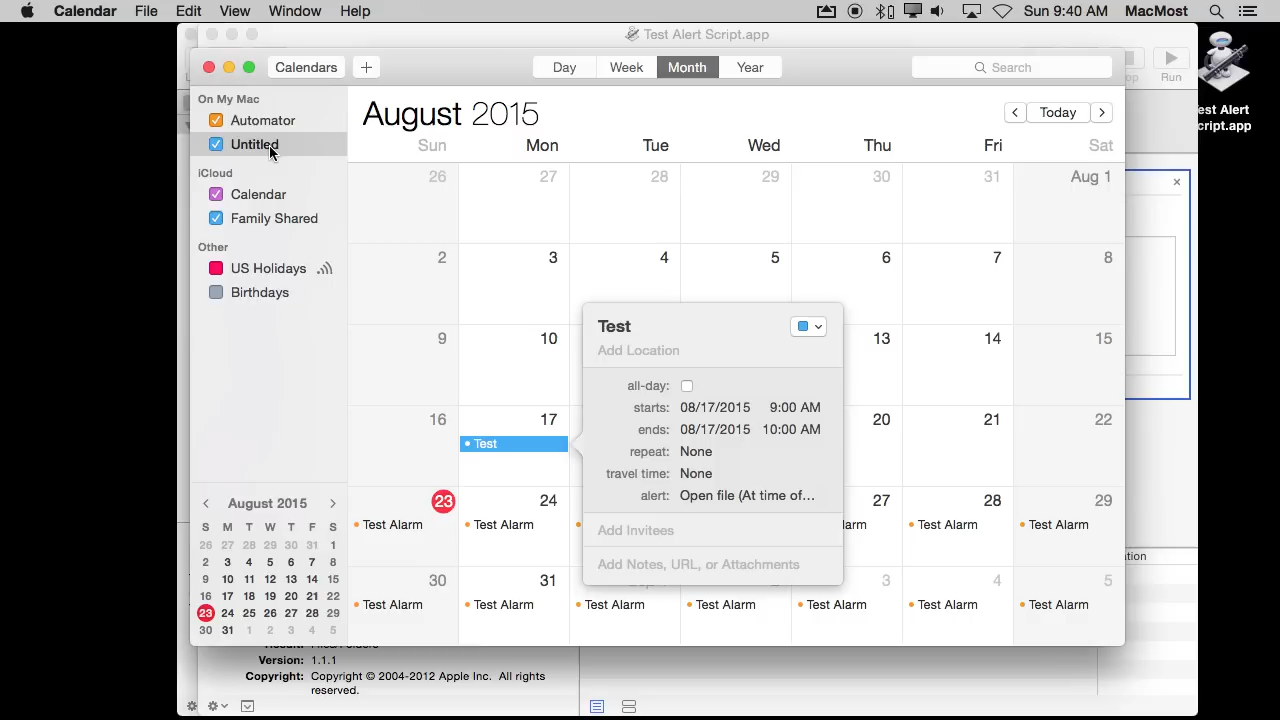 Calendar File Edit View Window Help Sun 9:40 AM MacMost
Test Alert Script.app
Calendars + Day Week Month Year Search
Run
On My Mac
Automator
Untitled
iCloud
Calendar
Family Shared
Other
US Holidays
Birthdays
August 2015
< Today >
Sun Mon Tue Wed Thu Fri Sat
26 27 28 29 30 31 Aug 1
2 3 4 5 6 7 8
9 10 13 14 15
16 17 20 21 22
Test
23 24 27 28 29
Test Alarm Test Alarm larm Test Alarm Test Alarm
30 31 3 4 5
Test Alarm Test Alarm Test Alarm Test Alarm Test Alarm Test Alarm Test Alarm
Test
Add Location
all-day:
starts: 08/17/2015 9:00 AM
ends: 08/17/2015 10:00 AM
repeat: None
travel time: None
alert: Open file (At time of…
Add Invitees
Add Notes, URL, or Attachments
< August 2015 >
S M T W T F S
26 27 28 29 30 31 1
2 3 4 5 6 7 8
9 10 11 12 13 14 15
16 17 18 19 20 21 22
23 24 25 26 27 28 29
30 31 1 2 3 4 5
Version: 1.1.1
Copyright: Copyright © 2004-2012 Apple Inc. All rights
reserved.
est Alert
cript.app
tion